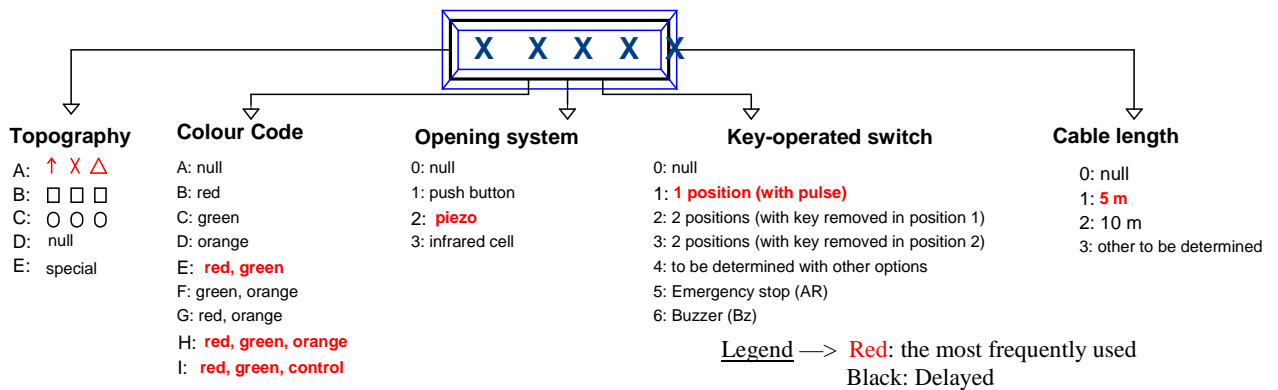 X X X X X
Topography
A: ↑ X △
B: □ □ □
C: ○ ○ ○
D: null
E: special
Colour Code
A: null
B: red
C: green
D: orange
E: red, green
F: green, orange
G: red, orange
H: red, green, orange
I: red, green, control
Opening system
0: null
1: push button
2: piezo
3: infrared cell
Key-operated switch
0: null
1: 1 position (with pulse)
2: 2 positions (with key removed in position 1)
3: 2 positions (with key removed in position 2)
4: to be determined with other options
5: Emergency stop (AR)
6: Buzzer (Bz)
Cable length
0: null
1: 5 m
2: 10 m
3: other to be determined
Legend —> Red: the most frequently used
Black: Delayed